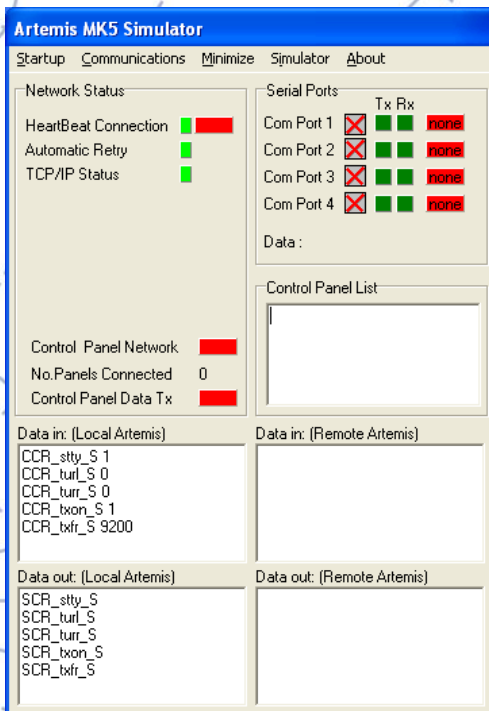 Artemis MK5 Simulator
Startup Communications Minimize Simulator About
Network Status
HeartBeat Connection
Automatic Retry
TCP/IP Status
Control Panel Network
No.Panels Connected 0
Control Panel Data Tx
Serial Ports
Tx Rx
Com Port 1 none
Com Port 2 none
Com Port 3 none
Com Port 4 none
Data :
Control Panel List
Data in: (Local Artemis)
CCR_stty_S 1
CCR_turl_S 0
CCR_turr_S 0
CCR_txon_S 1
CCR_txfr_S 9200
Data in: (Remote Artemis)
Data out: (Local Artemis)
SCR_stty_S
SCR_turl_S
SCR_turr_S
SCR_txon_S
SCR_txfr_S
Data out: (Remote Artemis)